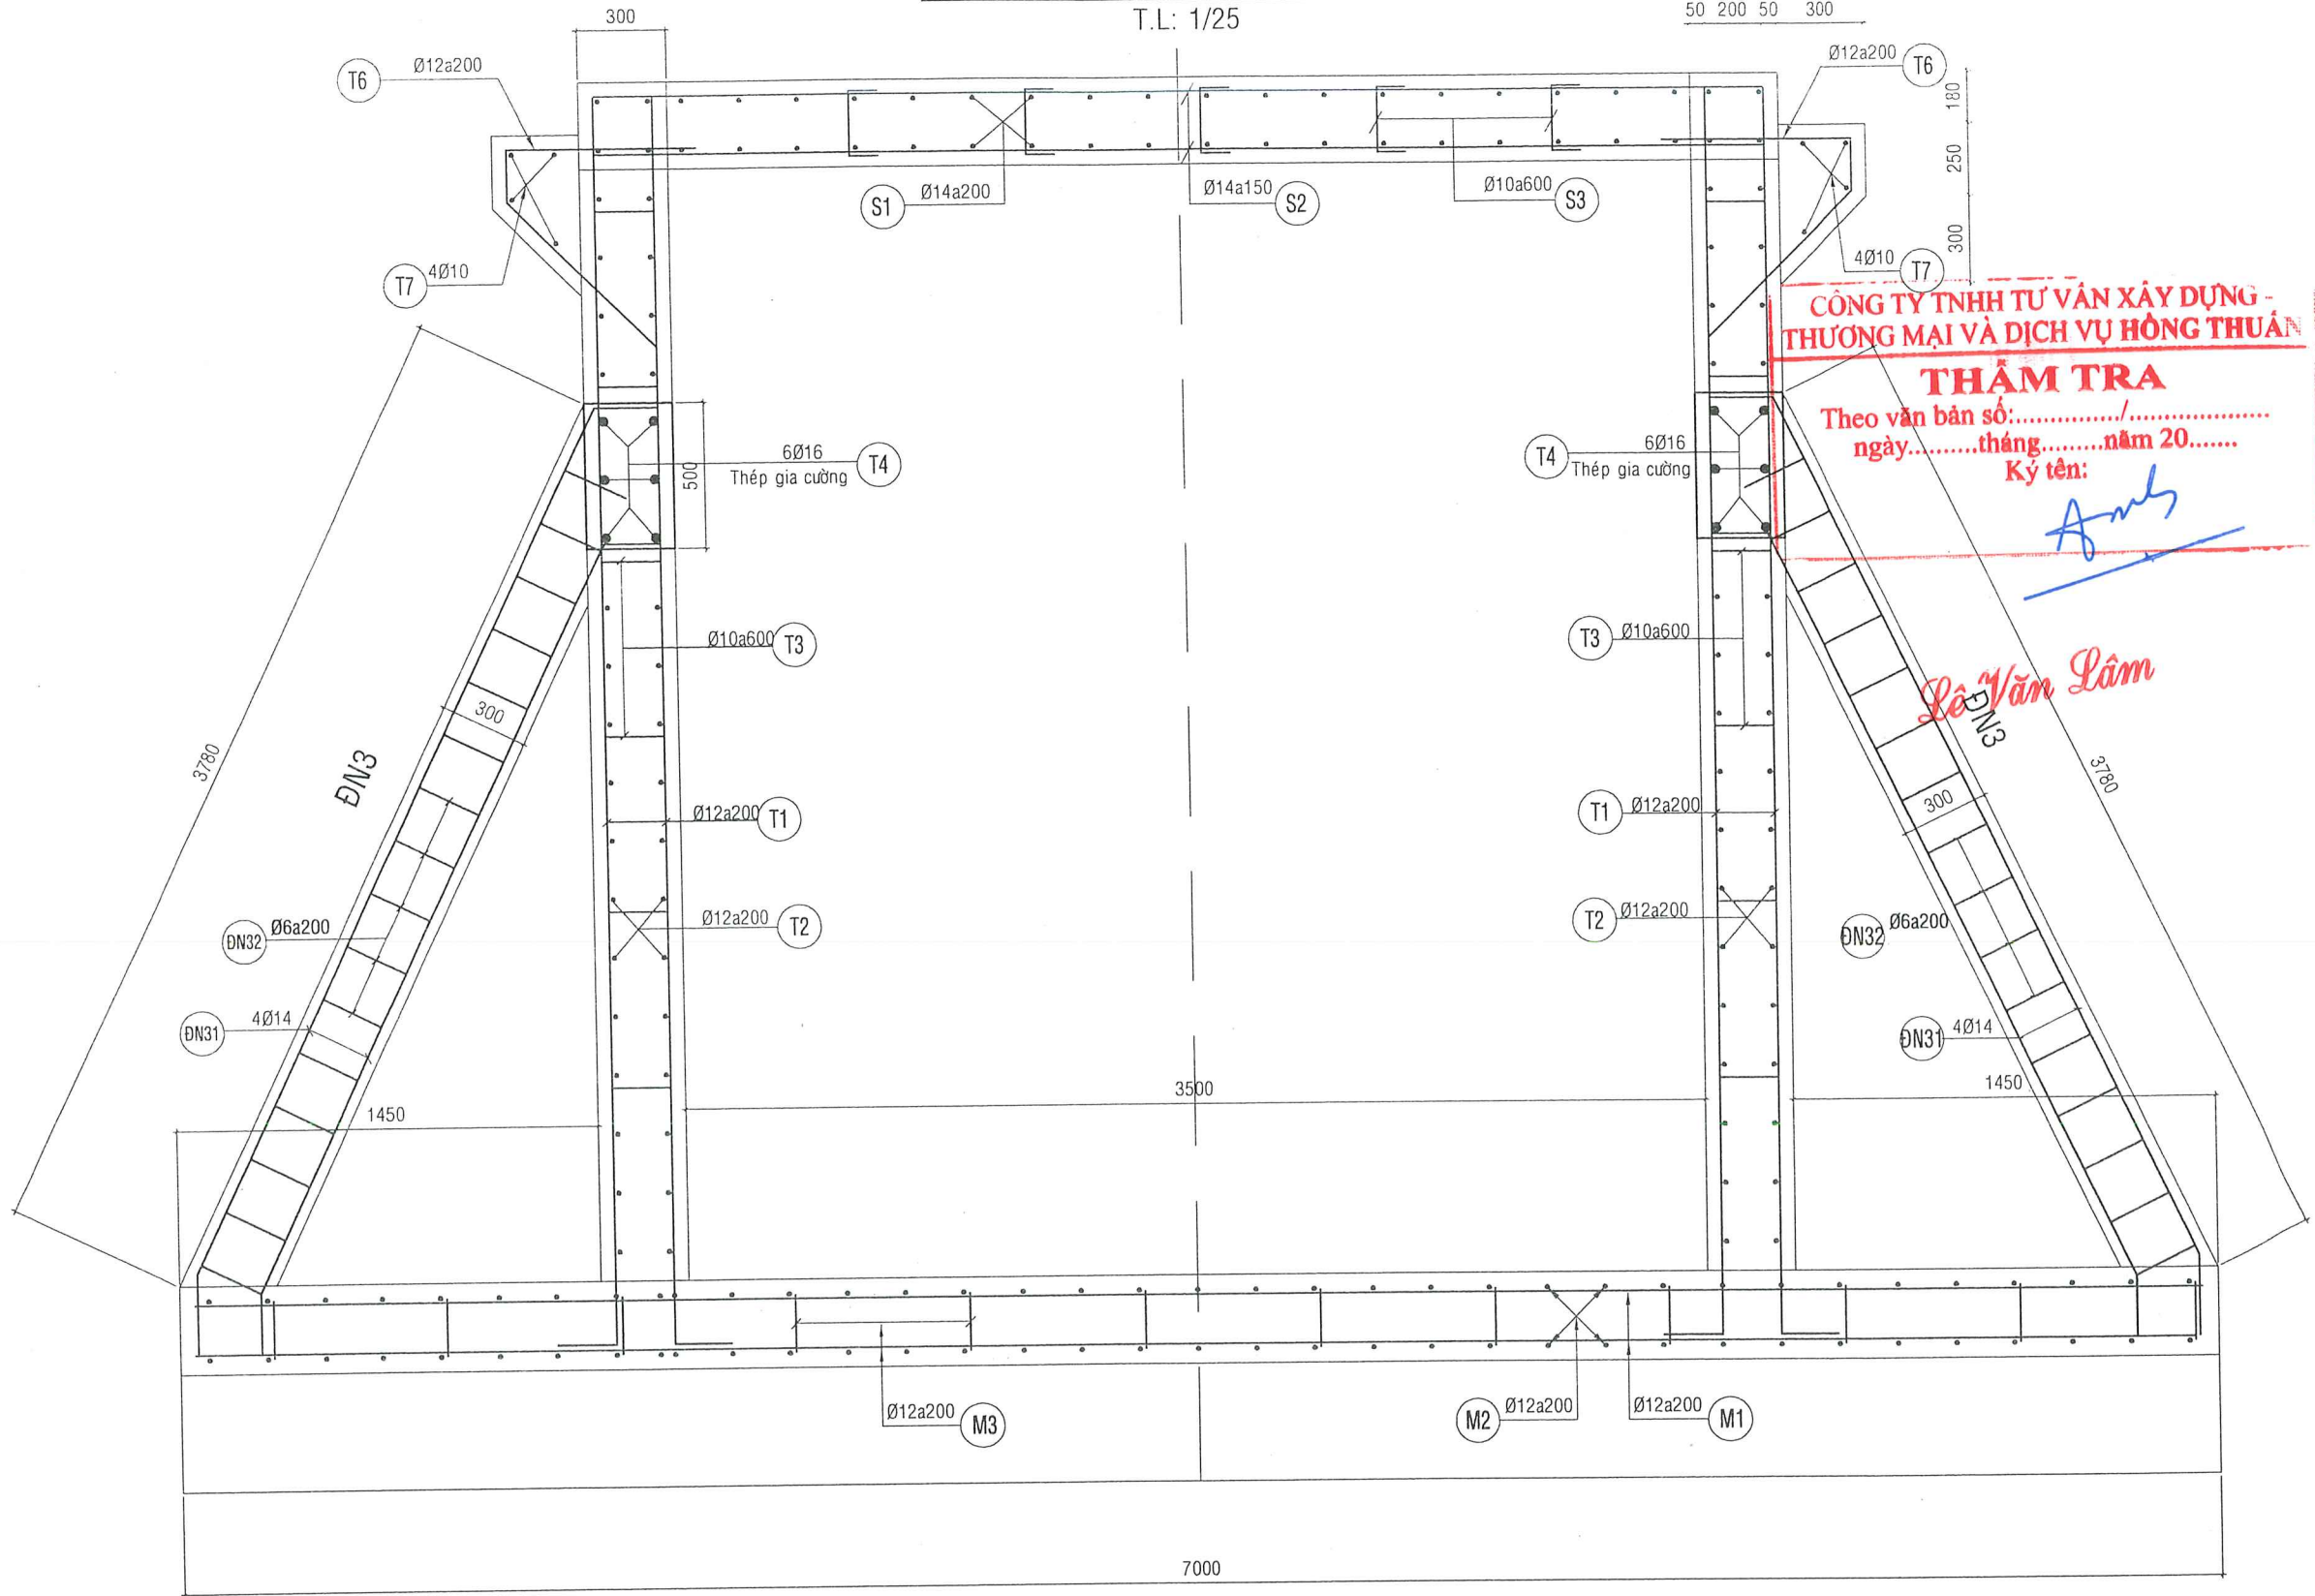 T.L: 1/25
300
50 200 50 300
T6 Ø12a200
Ø12a200 T6
180
250
300
S1 Ø14a200
Ø14a150 S2
Ø10a600 S3
T7 4Ø10
4Ø10 T7
CÔNG TY TNHH TƯ VẤN XÂY DỰNG -
THƯƠNG MẠI VÀ DỊCH VỤ HỒNG THUẤN
THẨM TRA
Theo văn bản số:.............../....................
ngày..........tháng.........năm 20.......
Ký tên:
Lê Văn Lâm
6Ø16 T4
Thép gia cường
500
T4 6Ø16
Thép gia cường
Ø10a600 T3
T3 Ø10a600
300
3780
ĐN3
ĐN3
3780
300
Ø12a200 T1
T1 Ø12a200
Ø12a200 T2
T2 Ø12a200
ĐN32 Ø6a200
ĐN32 Ø6a200
ĐN31 4Ø14
ĐN31 4Ø14
1450
3500
1450
Ø12a200 M3
M2 Ø12a200
Ø12a200 M1
7000